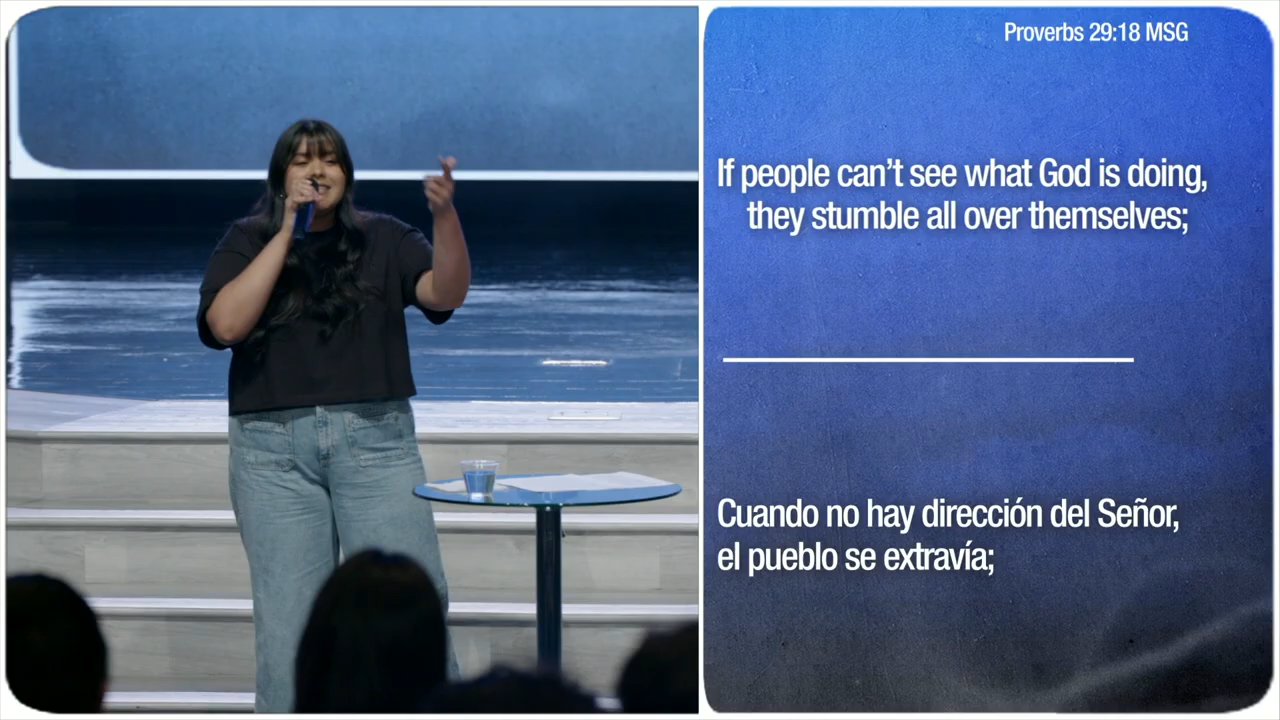 Proverbs 29:18 MSG
If people can’t see what God is doing,
they stumble all over themselves;
Cuando no hay dirección del Señor,
el pueblo se extravía;